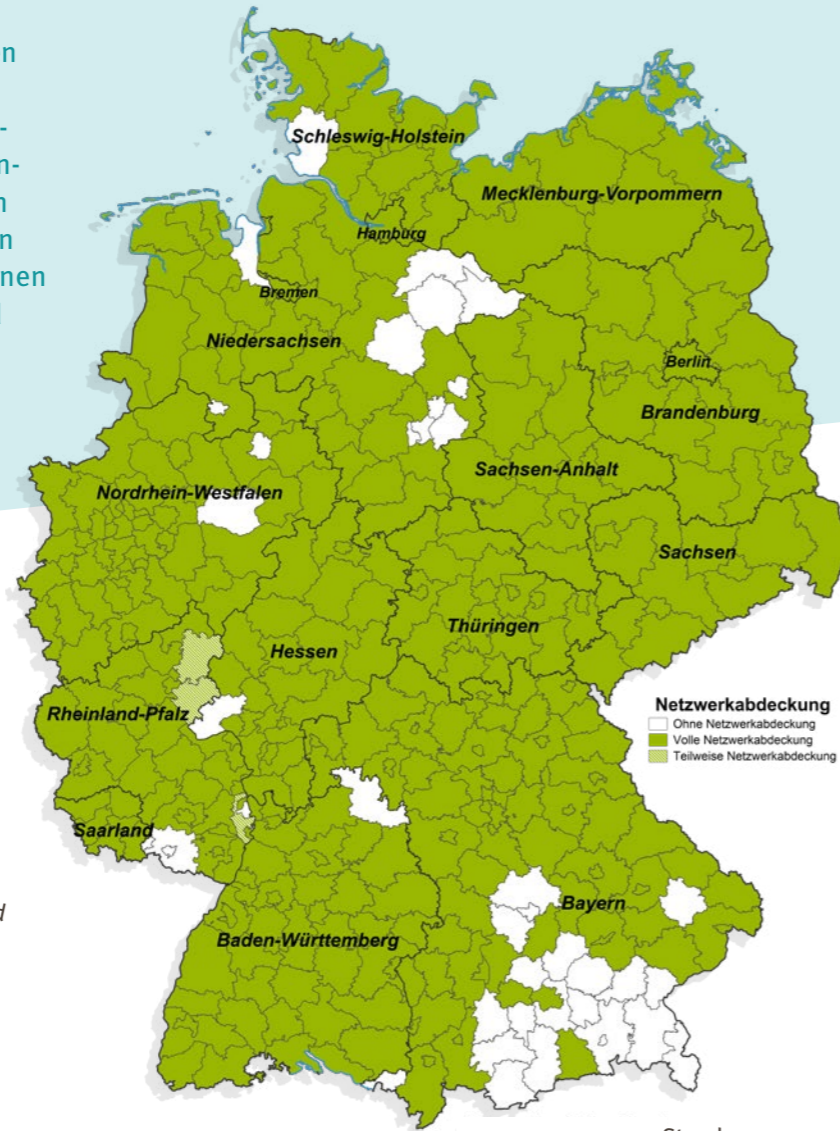 n
-
n-
n
n
nen
Schleswig-Holstein
Mecklenburg-Vorpommern
Hamburg
Bremen
Niedersachsen
Berlin
Brandenburg
Sachsen-Anhalt
Nordrhein-Westfalen
Sachsen
Thüringen
Hessen
Rheinland-Pfalz
Netzwerkabdeckung
Ohne Netzwerkabdeckung
Volle Netzwerkabdeckung
Teilweise Netzwerkabdeckung
Saarland
d
Bayern
Baden-Württemberg